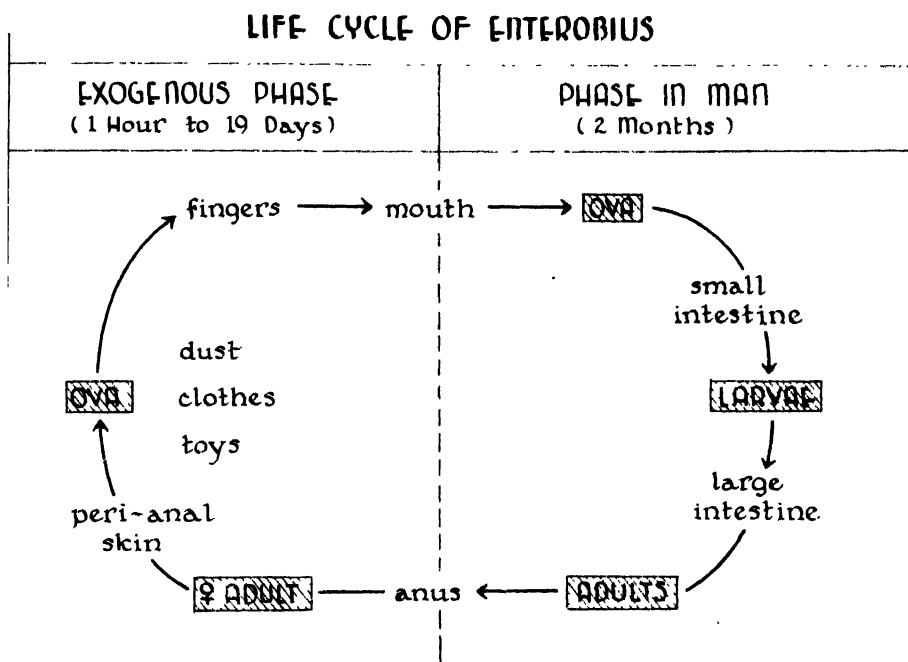 LIFE CYCLE OF ENTEROBIUS
EXOGENOUS PHASE
(1 Hour to 19 Days)
PHASE IN MAN
(2 Months)
fingers
mouth
OVA
small
intestine
dust
clothes
toys
OVA
LARVAE
large
intestine
peri-anal
skin
♀ ADULT
anus
ADULTS